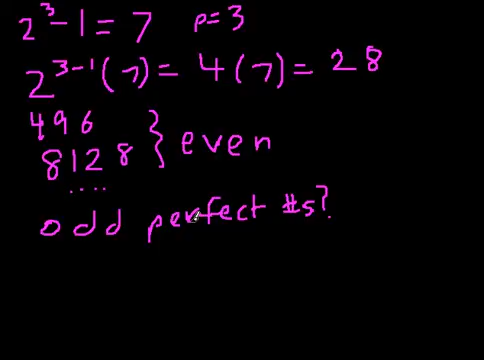 2^3 - 1 = 7 p=3
2^3-1 (7) = 4(7) = 28
496
8128 } even
....
odd perfect #s?